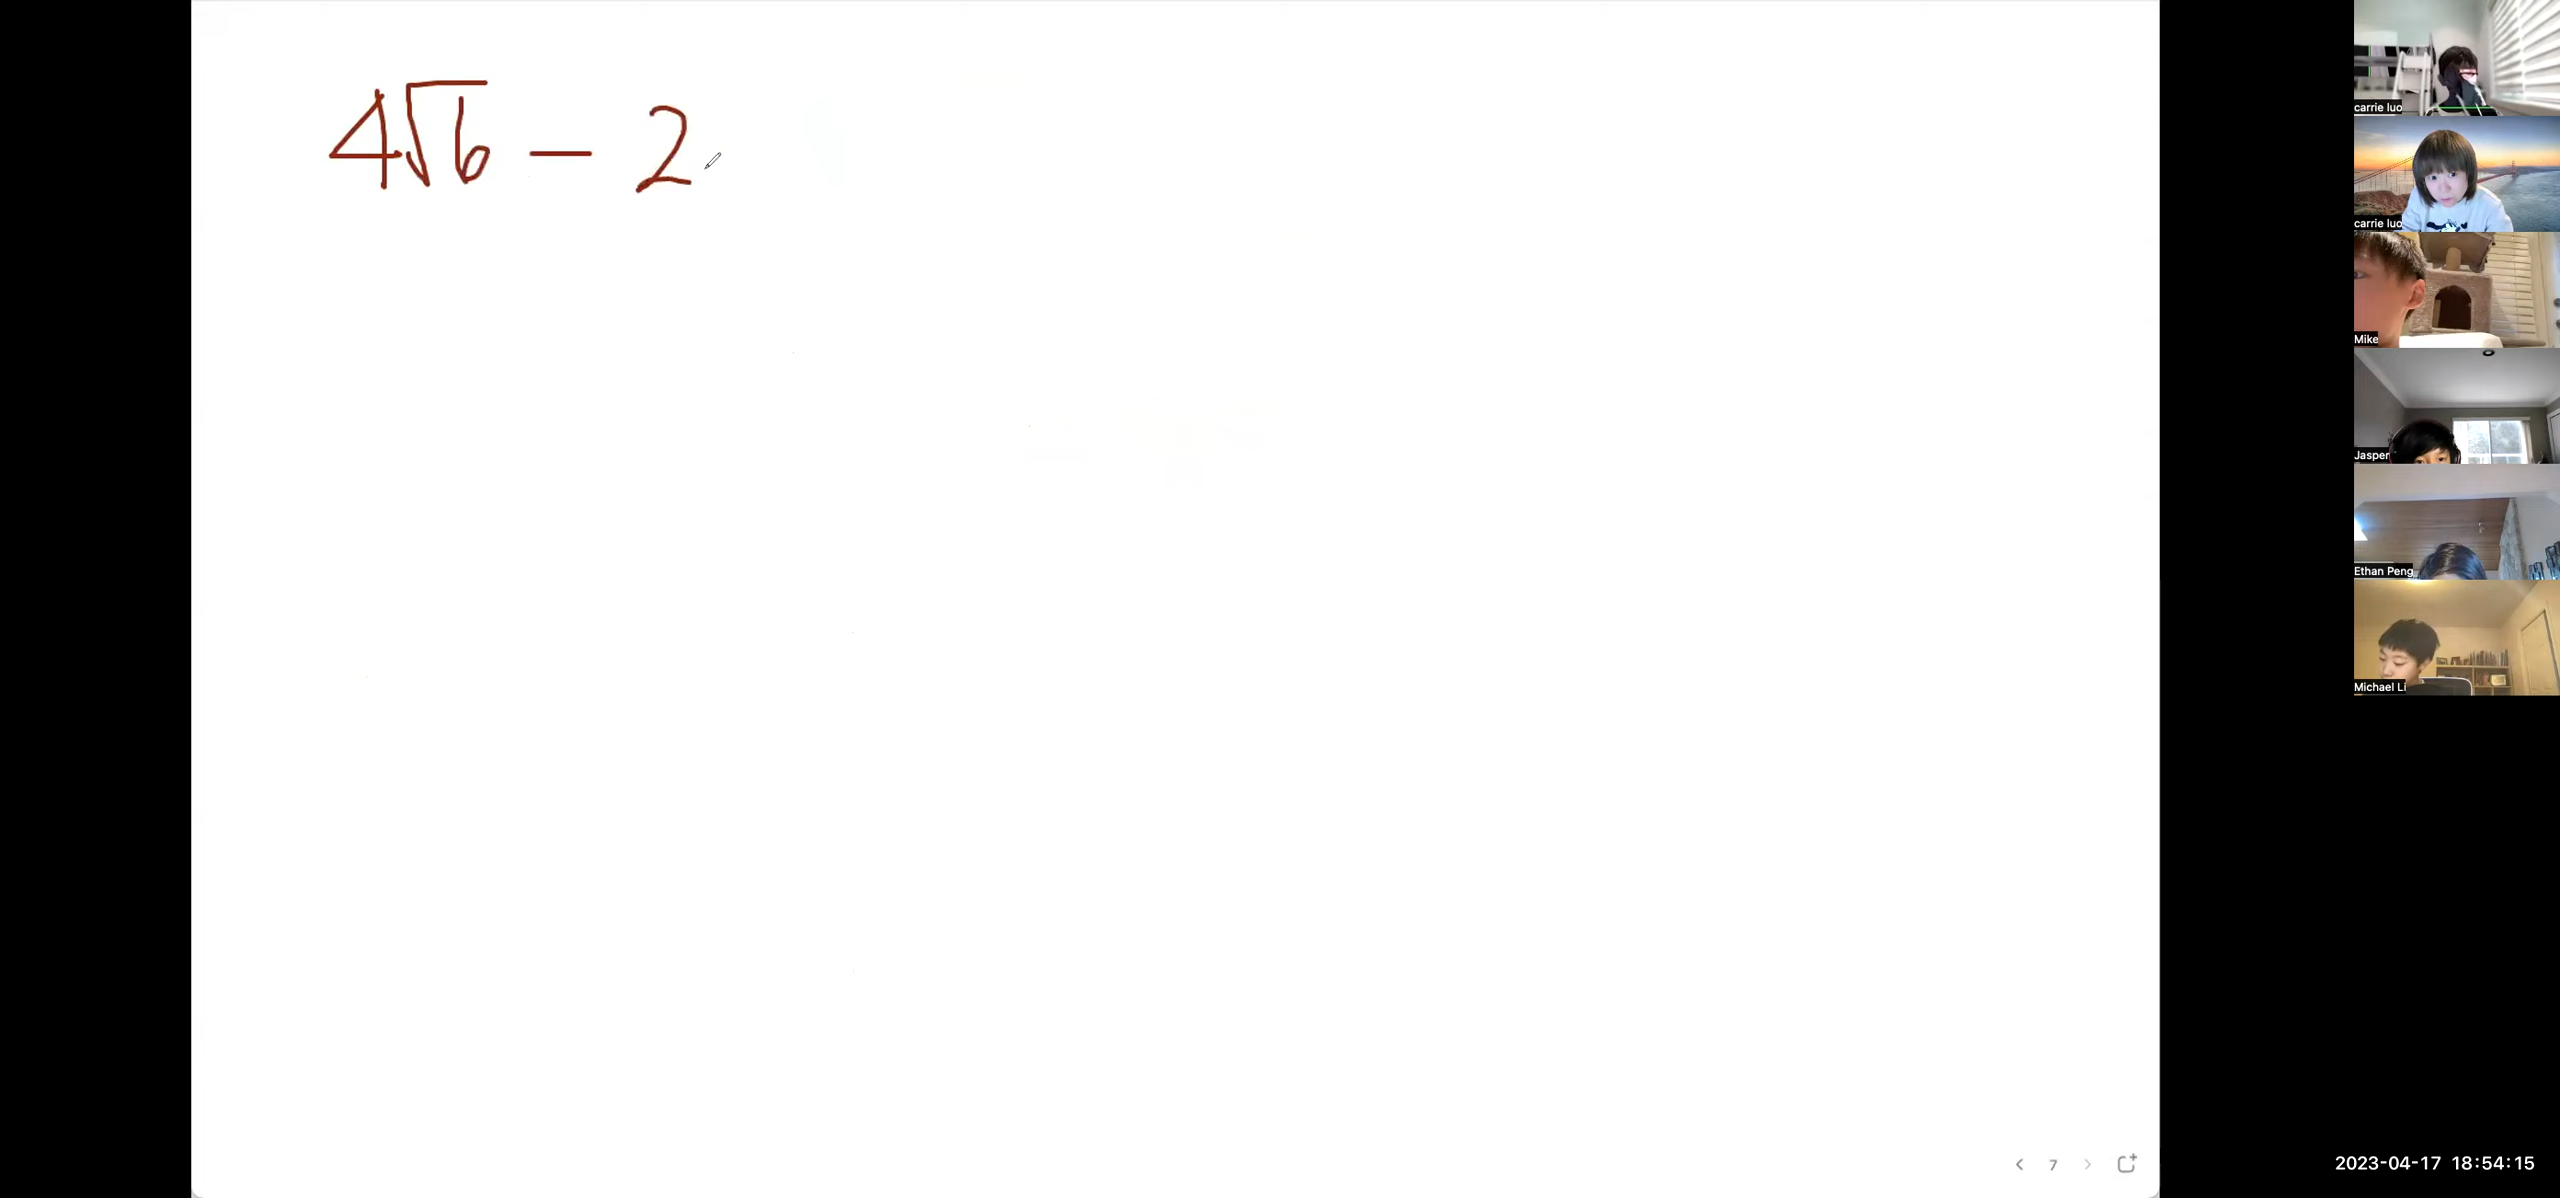 4√6 − 2
carrie luo
carrie luo
Mike
Jasper
Ethan Peng
Michael Li
< 7 >
2023-04-17 18:54:15